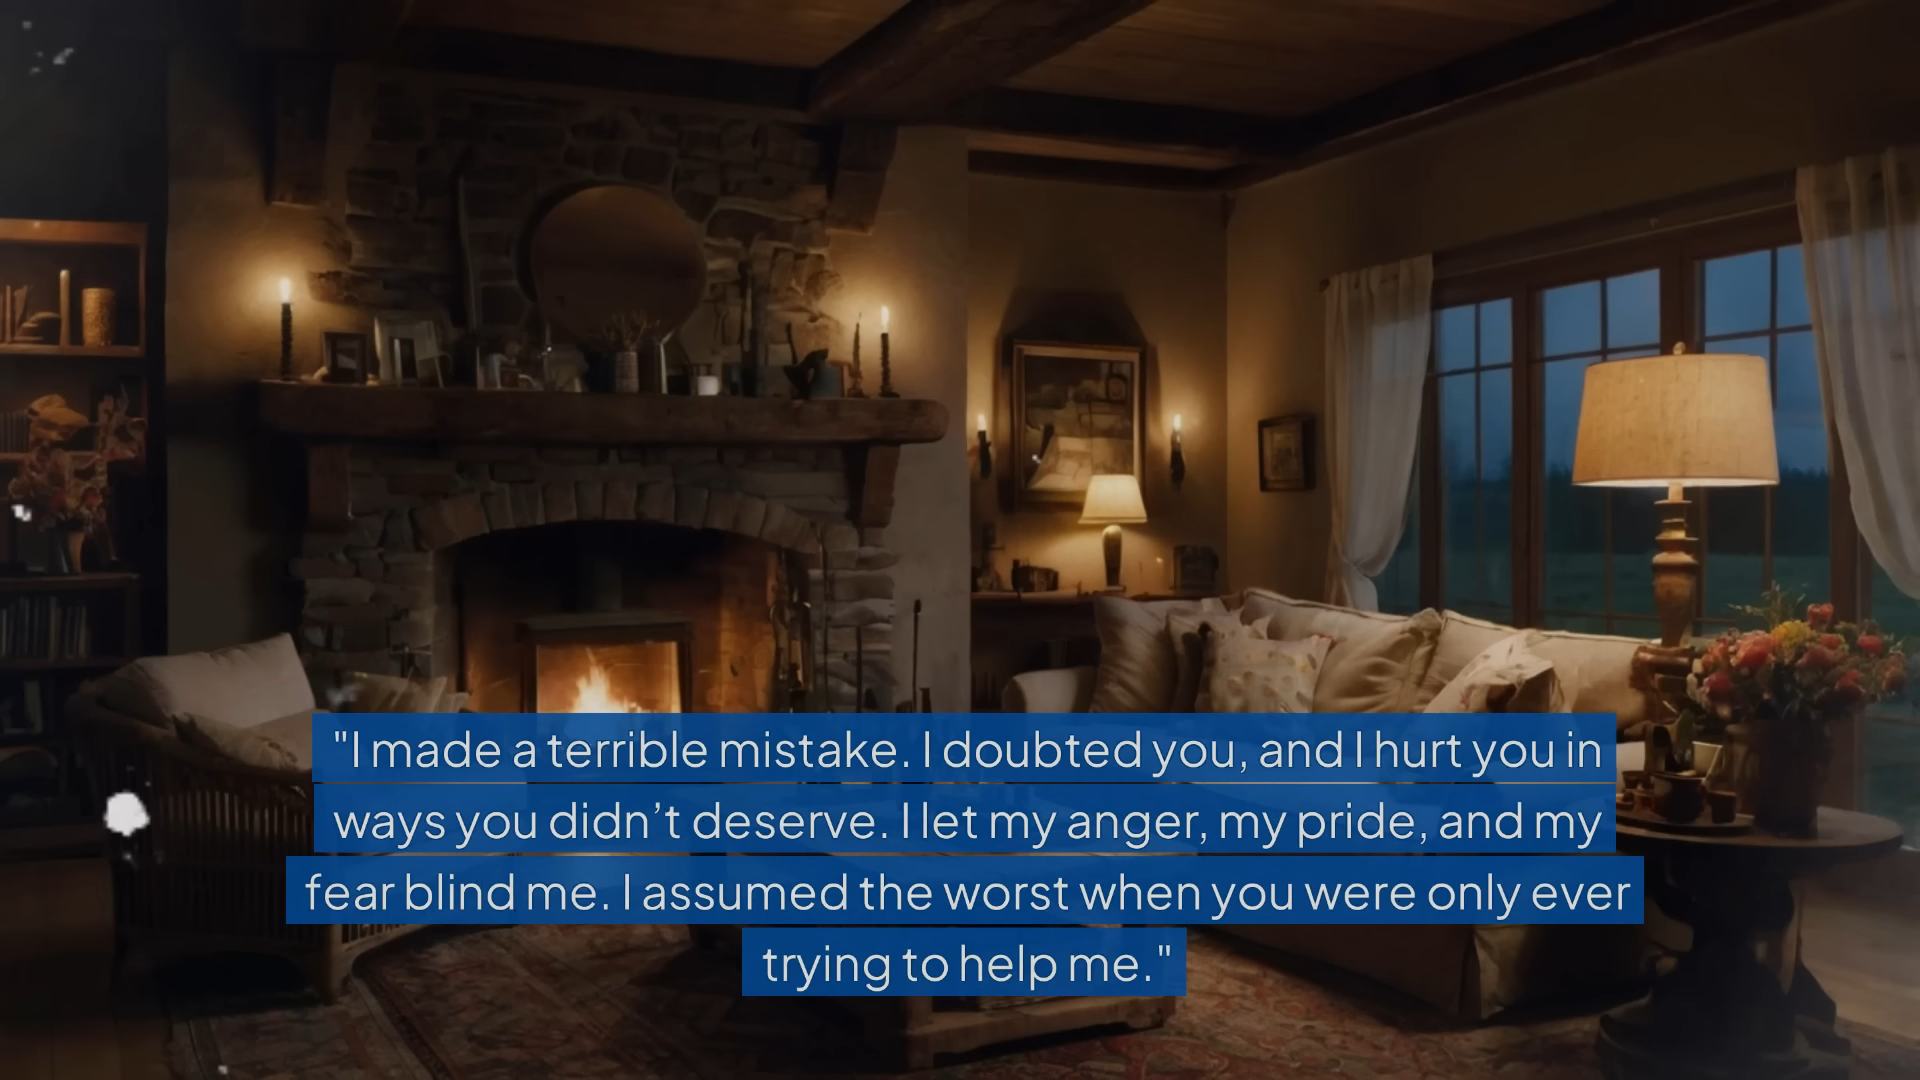 "I made a terrible mistake. I doubted you, and I hurt you in
ways you didn’t deserve. I let my anger, my pride, and my
fear blind me. I assumed the worst when you were only ever
trying to help me."